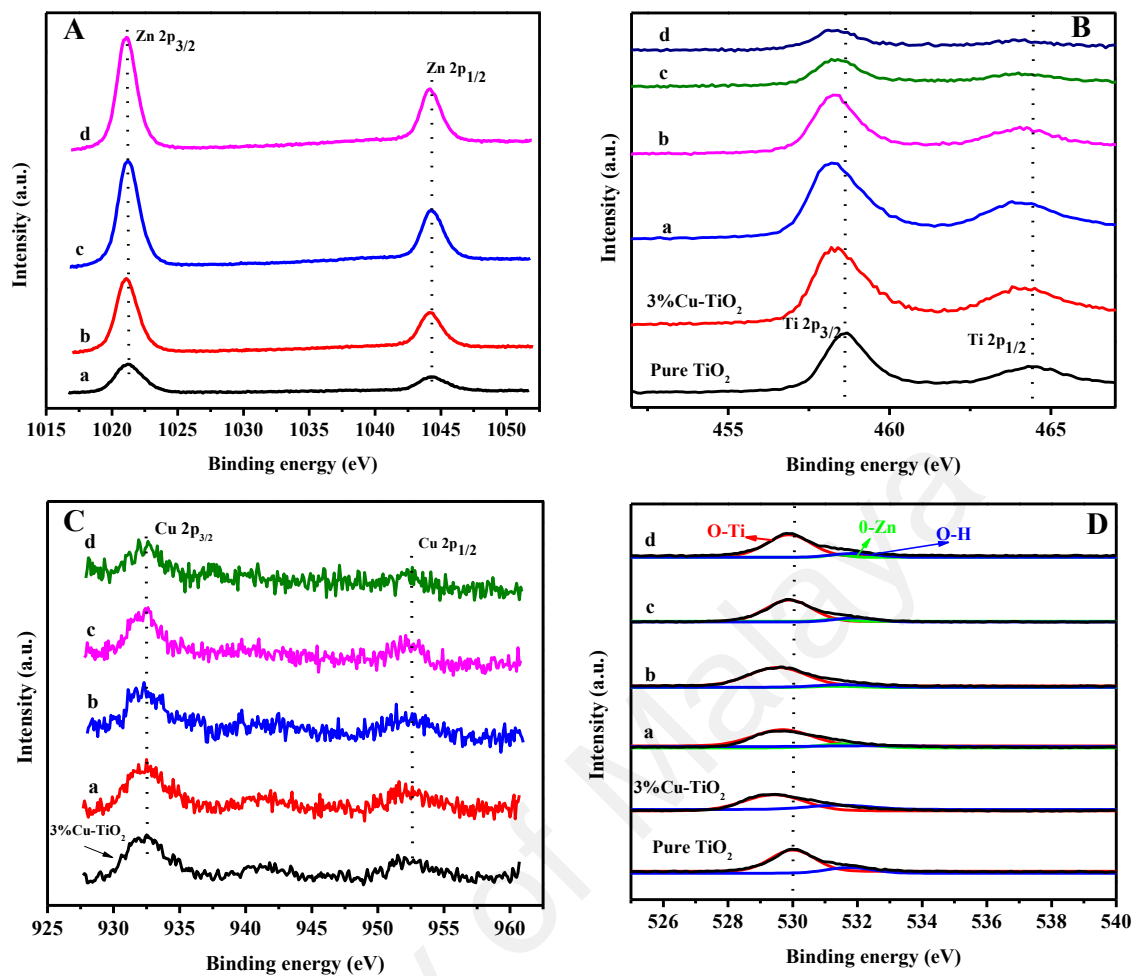 A
Zn 2p3/2
Zn 2p1/2
d
c
b
a
Intensity (a.u.)
1015 1020 1025 1030 1035 1040 1045 1050
Binding energy (eV)
B
d
c
b
a
3%Cu-TiO2
Ti 2p3/2
Ti 2p1/2
Pure TiO2
Intensity (a.u.)
455 460 465
Binding energy (eV)
C
Cu 2p3/2
Cu 2p1/2
d
c
b
a
3%Cu-TiO2
Intensity (a.u.)
925 930 935 940 945 950 955 960
Binding energy (eV)
D
O-Ti
0-Zn
O-H
d
c
b
a
3%Cu-TiO2
Pure TiO2
Intensity (a.u.)
526 528 530 532 534 536 538 540
Binding energy (eV)
of Malaya